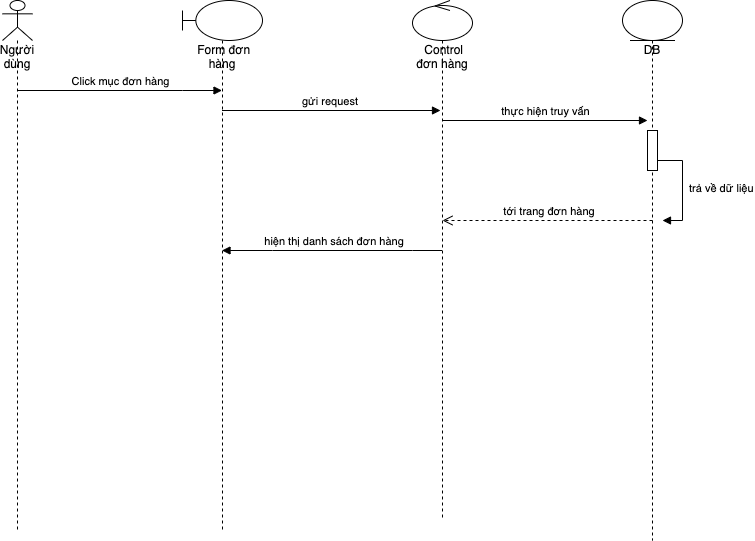 Người
dùng
Form đơn
hàng
Control
đơn hàng
DB
Click mục đơn hàng
gửi request
thực hiện truy vấn
trả về dữ liệu
tới trang đơn hàng
hiện thị danh sách đơn hàng